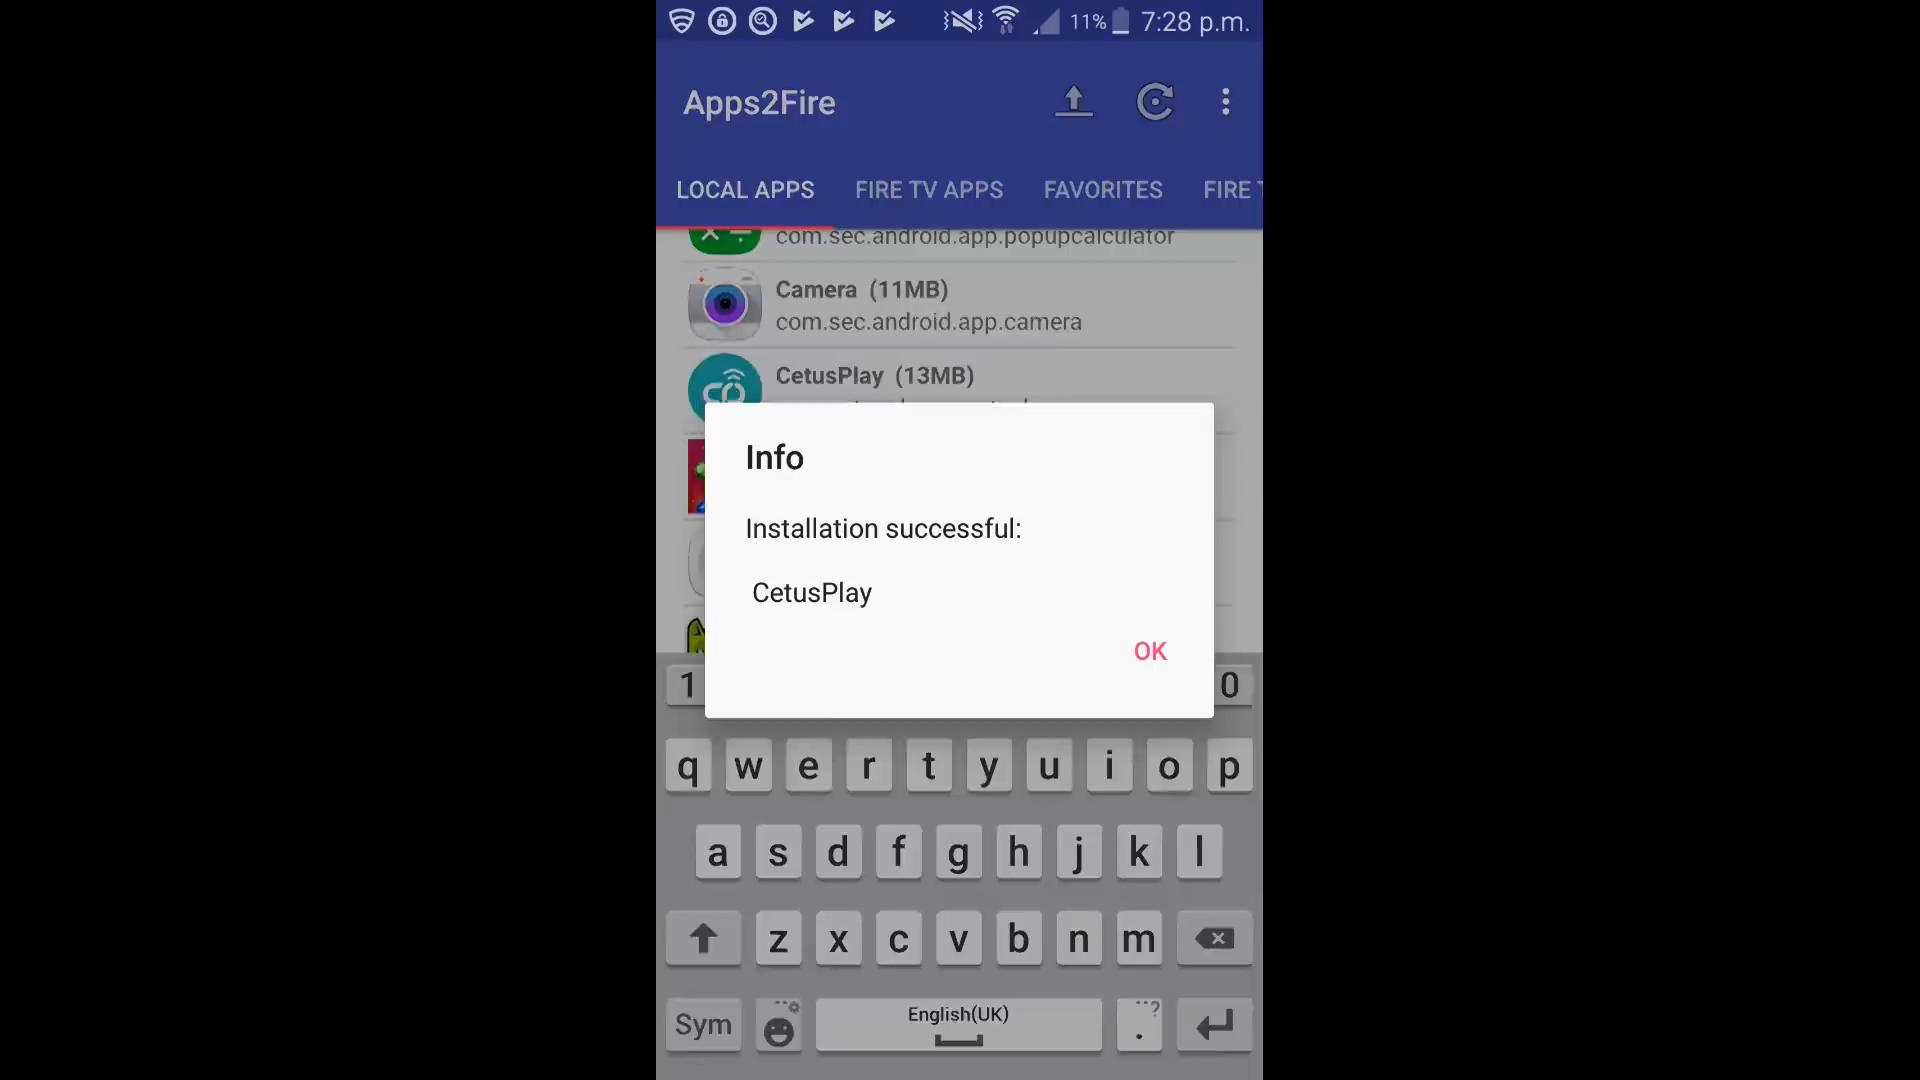 11% 7:28 p.m.
Apps2Fire
LOCAL APPS FIRE TV APPS FAVORITES FIRE
com.sec.android.app.popupcalculator
Camera (11MB)
com.sec.android.app.camera
CetusPlay (13MB)
Info
Installation successful:
CetusPlay
OK
1 0
q w e r t y u i o p
a s d f g h j k l
z x c v b n m
Sym English(UK) . ?